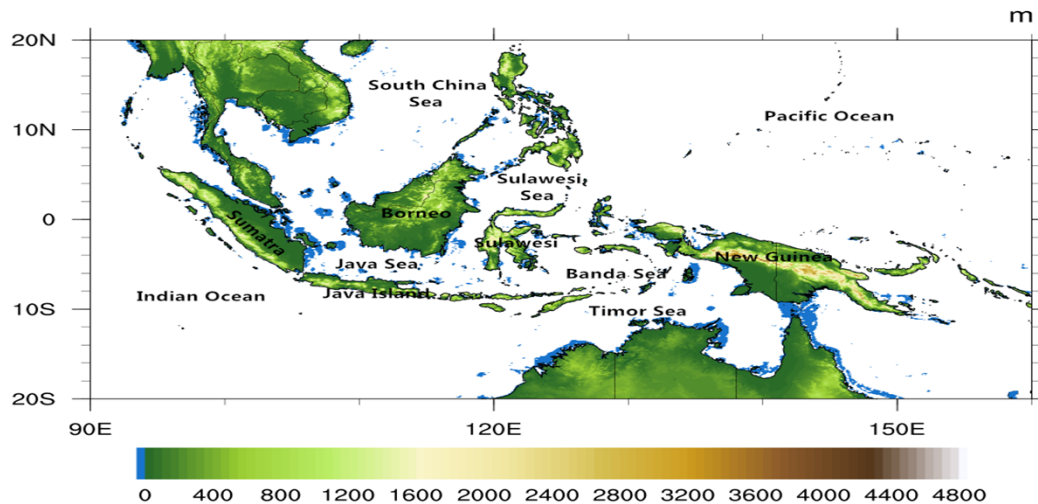 m
20N
South China
Sea
Pacific Ocean
10N
Sulawesi
Sea
0
Borneo
Sumatra
Sulawesi
Java Sea
Banda Sea
New Guinea
Indian Ocean
Java Island
10S
Timor Sea
20S
90E 120E 150E
0 400 800 1200 1600 2000 2400 2800 3200 3600 4000 4400 4800